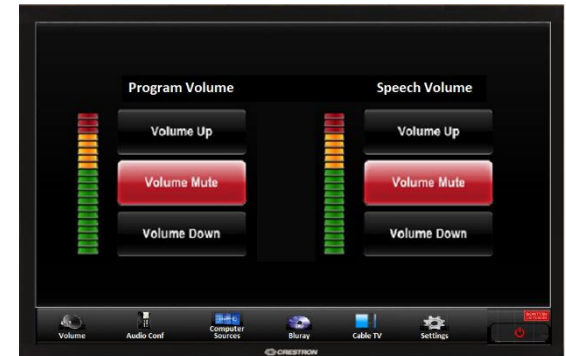 Program Volume
Speech Volume
Volume Up
Volume Up
Volume Mute
Volume Mute
Volume Down
Volume Down
Volume
Audio Conf
Computer
Sources
Bluray
Cable TV
Settings
CRESTRON